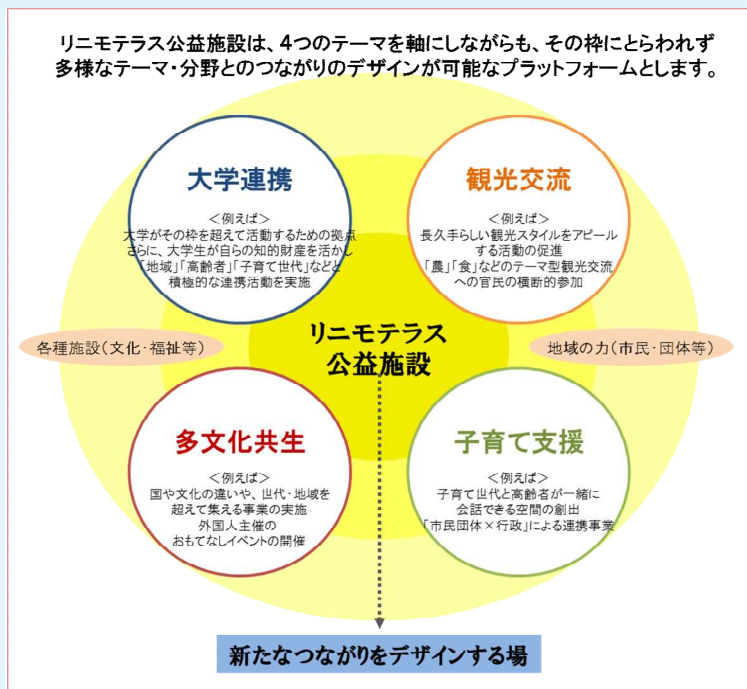 リニモテラス公益施設は、4つのテーマを軸にしながらも、その枠にとらわれず
多様なテーマ・分野とのつながりのデザインが可能なプラットフォームとします。
大学連携
＜例えば＞
大学がその枠を超えて活動するための拠点
さらに、大学生が自らの知的財産を活かし
「地域」「高齢者」「子育て世代」などと
積極的な連携活動を実施
観光交流
＜例えば＞
長久手らしい観光スタイルをアピール
する活動の促進
「農」「食」などのテーマ型観光交流
への官民の横断的参加
各種施設(文化・福祉等)
リニモテラス
公益施設
地域の力(市民・団体等)
多文化共生
＜例えば＞
国や文化の違いや、世代・地域を
超えて集える事業の実施
外国人主催の
おもてなしイベントの開催
子育て支援
＜例えば＞
子育て世代と高齢者が一緒に
会話できる空間の創出
「市民団体×行政」による連携事業
新たなつながりをデザインする場